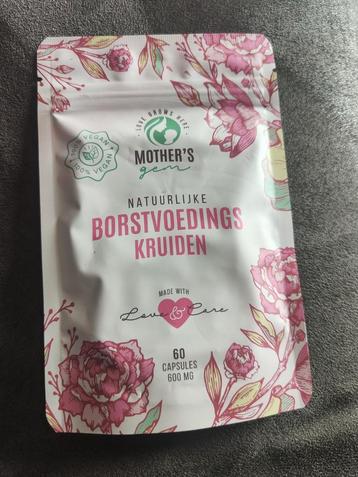 LOVE GROWS HERE
100% VEGAN
100% VEGAN
MOTHER'S
gem
NATUURLIJKE
BORSTVOEDINGS
KRUIDEN
MADE WITH
Love & Care
60
CAPSULES
600 MG